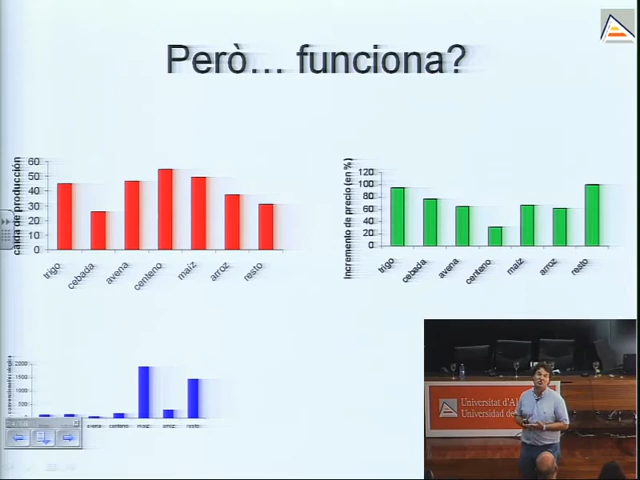 Però... funciona?
caída de producción
60
50
40
30
20
10
0
trigo
cebada
avena
centeno
maíz
arroz
resto
Incremento de precio (en %)
120
100
80
60
40
20
0
trigo
cebada
avena
centeno
maíz
arroz
resto
2000
1500
1000
500
avena
centeno
maíz
arroz
resto
Universitat d'Al
Universidad de